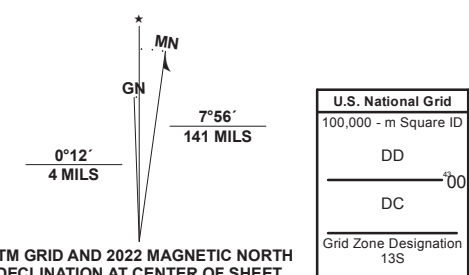 MN
GN
7°56´
141 MILS
0°12´
4 MILS
TM GRID AND 2022 MAGNETIC NORTH
DECLINATION AT CENTER OF SHEET
U.S. National Grid
100,000 - m Square ID
DD
4300
DC
Grid Zone Designation
13S